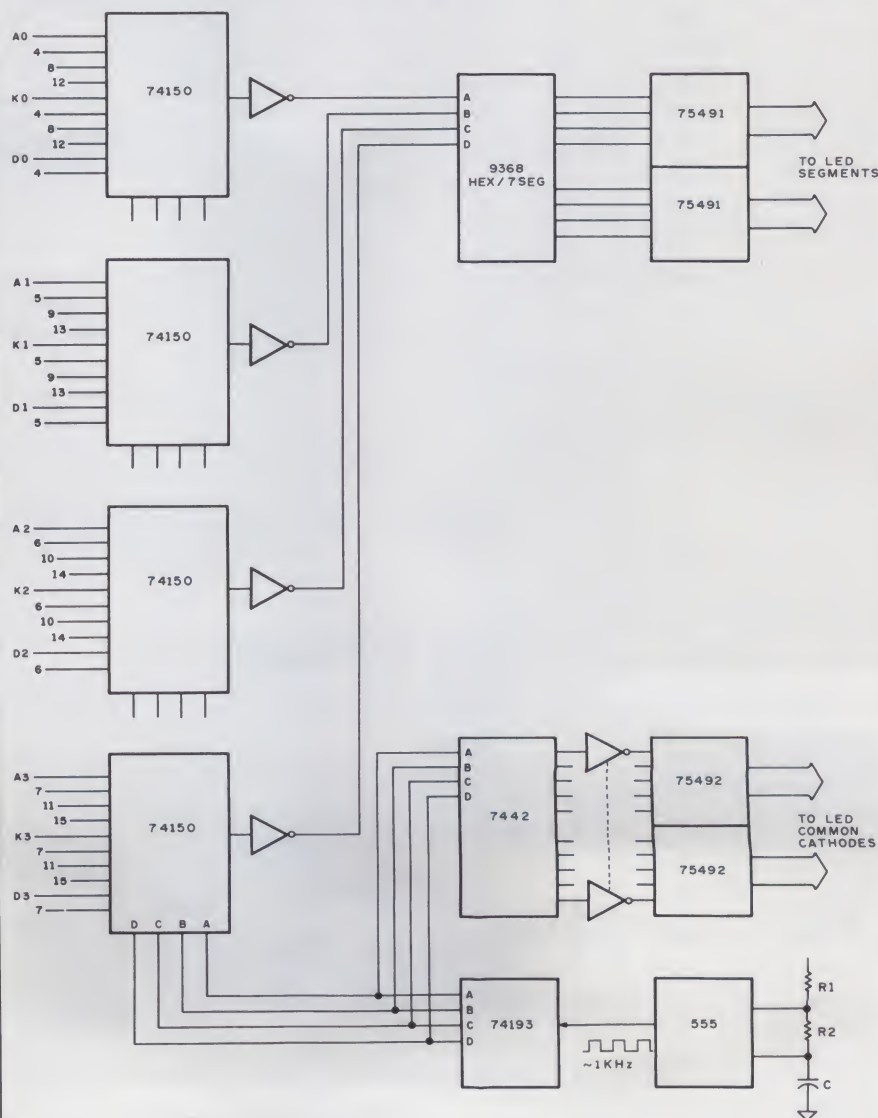 A0
4
8
12
K0
4
8
12
D0
4
74150
A
B
C
D
9368
HEX/7SEG
75491
75491
TO LED
SEGMENTS
A1
5
9
13
K1
5
9
13
D1
5
74150
A2
6
10
14
K2
6
10
14
D2
6
74150
A3
7
11
15
K3
7
11
15
D3
7
74150
D C B A
A
B
C
D
7442
75492
75492
TO LED
COMMON
CATHODES
A
B
C
D
74193
~1KHz
555
R1
R2
C